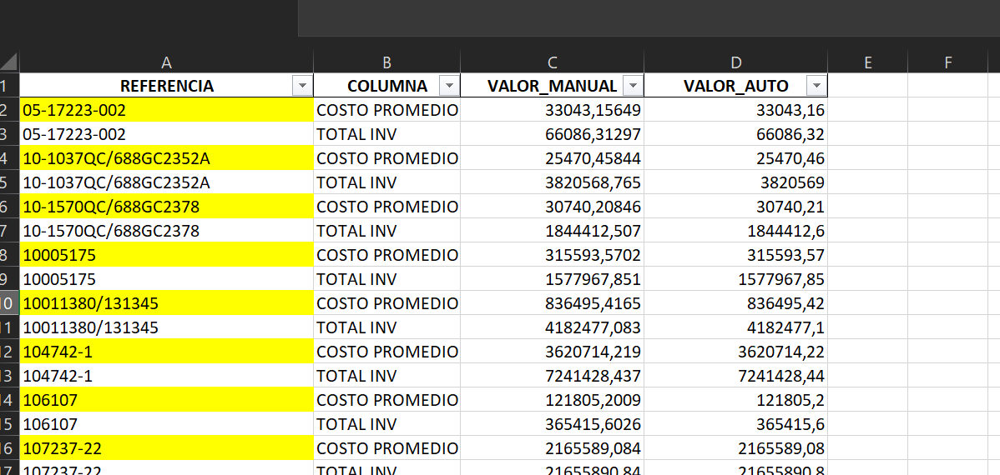 A B C D E F
1 REFERENCIA COLUMNA VALOR_MANUAL VALOR_AUTO
2 05-17223-002 COSTO PROMEDIO 33043,15649 33043,16
3 05-17223-002 TOTAL INV 66086,31297 66086,32
4 10-1037QC/688GC2352A COSTO PROMEDIO 25470,45844 25470,46
5 10-1037QC/688GC2352A TOTAL INV 3820568,765 3820569
6 10-1570QC/688GC2378 COSTO PROMEDIO 30740,20846 30740,21
7 10-1570QC/688GC2378 TOTAL INV 1844412,507 1844412,6
8 10005175 COSTO PROMEDIO 315593,5702 315593,57
9 10005175 TOTAL INV 1577967,851 1577967,85
10 10011380/131345 COSTO PROMEDIO 836495,4165 836495,42
11 10011380/131345 TOTAL INV 4182477,083 4182477,1
12 104742-1 COSTO PROMEDIO 3620714,219 3620714,22
13 104742-1 TOTAL INV 7241428,437 7241428,44
14 106107 COSTO PROMEDIO 121805,2009 121805,2
15 106107 TOTAL INV 365415,6026 365415,6
16 107237-22 COSTO PROMEDIO 2165589,084 2165589,08
17 107237-22 TOTAL INV 21655890,84 21655890,8